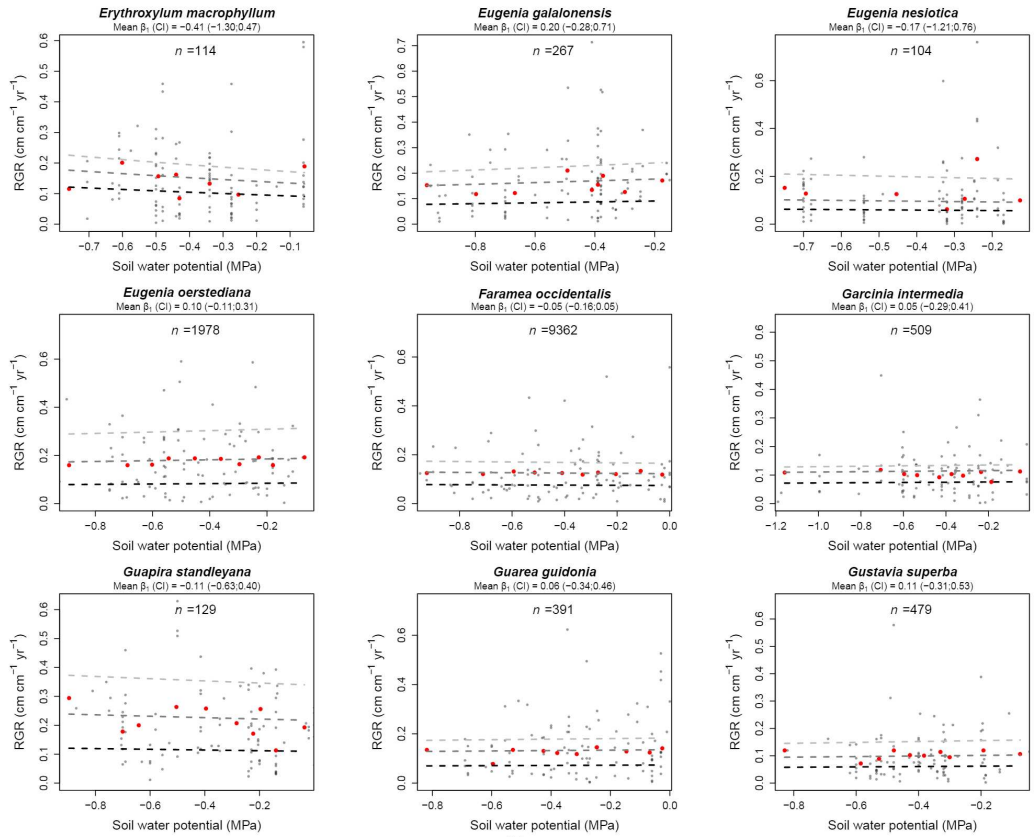 Erythroxylum macrophyllum
Mean β₁ (CI) = −0.41 (−1.30;0.47)
n =114
RGR (cm cm⁻¹ yr⁻¹)
0.6
0.5
0.4
0.3
0.2
0.1
0.0
−0.7 −0.6 −0.5 −0.4 −0.3 −0.2 −0.1
Soil water potential (MPa)
Eugenia galalonensis
Mean β₁ (CI) = 0.20 (−0.28;0.71)
n =267
RGR (cm cm⁻¹ yr⁻¹)
0.7
0.6
0.5
0.4
0.3
0.2
0.1
0.0
−0.8 −0.6 −0.4 −0.2
Soil water potential (MPa)
Eugenia nesiotica
Mean β₁ (CI) = −0.17 (−1.21;0.76)
n =104
RGR (cm cm⁻¹ yr⁻¹)
0.6
0.4
0.2
0.0
−0.7 −0.6 −0.5 −0.4 −0.3 −0.2
Soil water potential (MPa)
Eugenia oerstediana
Mean β₁ (CI) = 0.10 (−0.11;0.31)
n =1978
RGR (cm cm⁻¹ yr⁻¹)
0.6
0.4
0.2
0.0
−0.8 −0.6 −0.4 −0.2
Soil water potential (MPa)
Faramea occidentalis
Mean β₁ (CI) = −0.05 (−0.16;0.05)
n =9362
RGR (cm cm⁻¹ yr⁻¹)
0.6
0.4
0.2
0.0
−0.8 −0.6 −0.4 −0.2 0.0
Soil water potential (MPa)
Garcinia intermedia
Mean β₁ (CI) = 0.05 (−0.29;0.41)
n =509
RGR (cm cm⁻¹ yr⁻¹)
0.6
0.4
0.2
0.0
−1.2 −1.0 −0.8 −0.6 −0.4 −0.2
Soil water potential (MPa)
Guapira standleyana
Mean β₁ (CI) = −0.11 (−0.63;0.40)
n =129
RGR (cm cm⁻¹ yr⁻¹)
0.6
0.5
0.4
0.3
0.2
0.1
0.0
−0.8 −0.6 −0.4 −0.2
Soil water potential (MPa)
Guarea guidonia
Mean β₁ (CI) = 0.06 (−0.34;0.46)
n =391
RGR (cm cm⁻¹ yr⁻¹)
0.6
0.4
0.2
0.0
−0.8 −0.6 −0.4 −0.2 0.0
Soil water potential (MPa)
Gustavia superba
Mean β₁ (CI) = 0.11 (−0.31;0.53)
n =479
RGR (cm cm⁻¹ yr⁻¹)
0.6
0.4
0.2
0.0
−0.8 −0.6 −0.4 −0.2
Soil water potential (MPa)